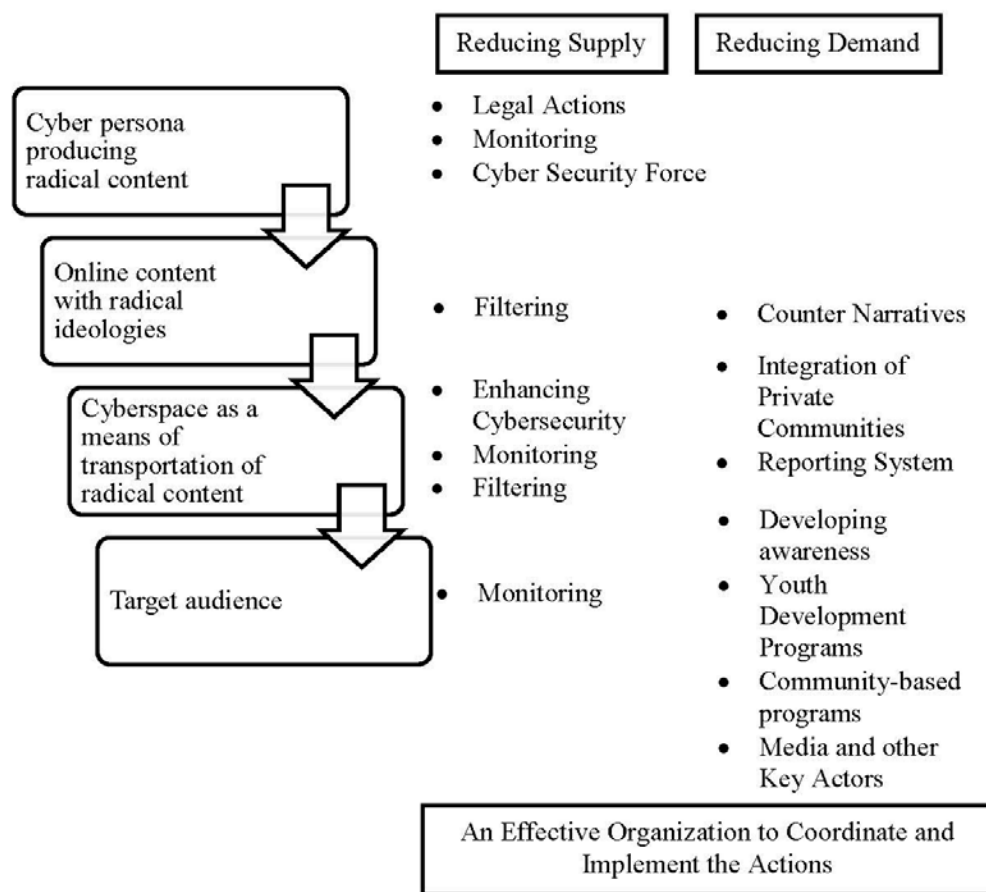 Reducing Supply
Reducing Demand
Cyber persona
producing
radical content
• Legal Actions
• Monitoring
• Cyber Security Force
Online content
with radical
ideologies
• Filtering
• Counter Narratives
Cyberspace as a
means of
transportation of
radical content
• Enhancing
Cybersecurity
• Monitoring
• Filtering
• Integration of
Private
Communities
• Reporting System
Target audience
• Monitoring
• Developing
awareness
• Youth
Development
Programs
• Community-based
programs
• Media and other
Key Actors
An Effective Organization to Coordinate and
Implement the Actions